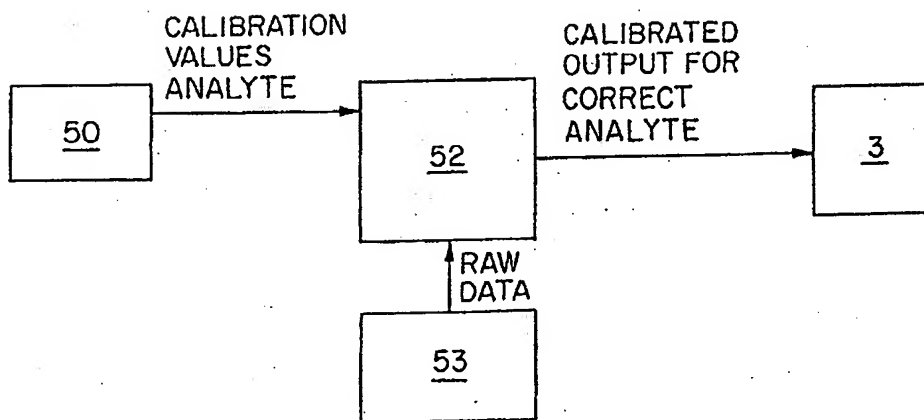 CALIBRATION
VALUES
ANALYTE
50
52
CALIBRATED
OUTPUT FOR
CORRECT
ANALYTE
3
RAW
DATA
53